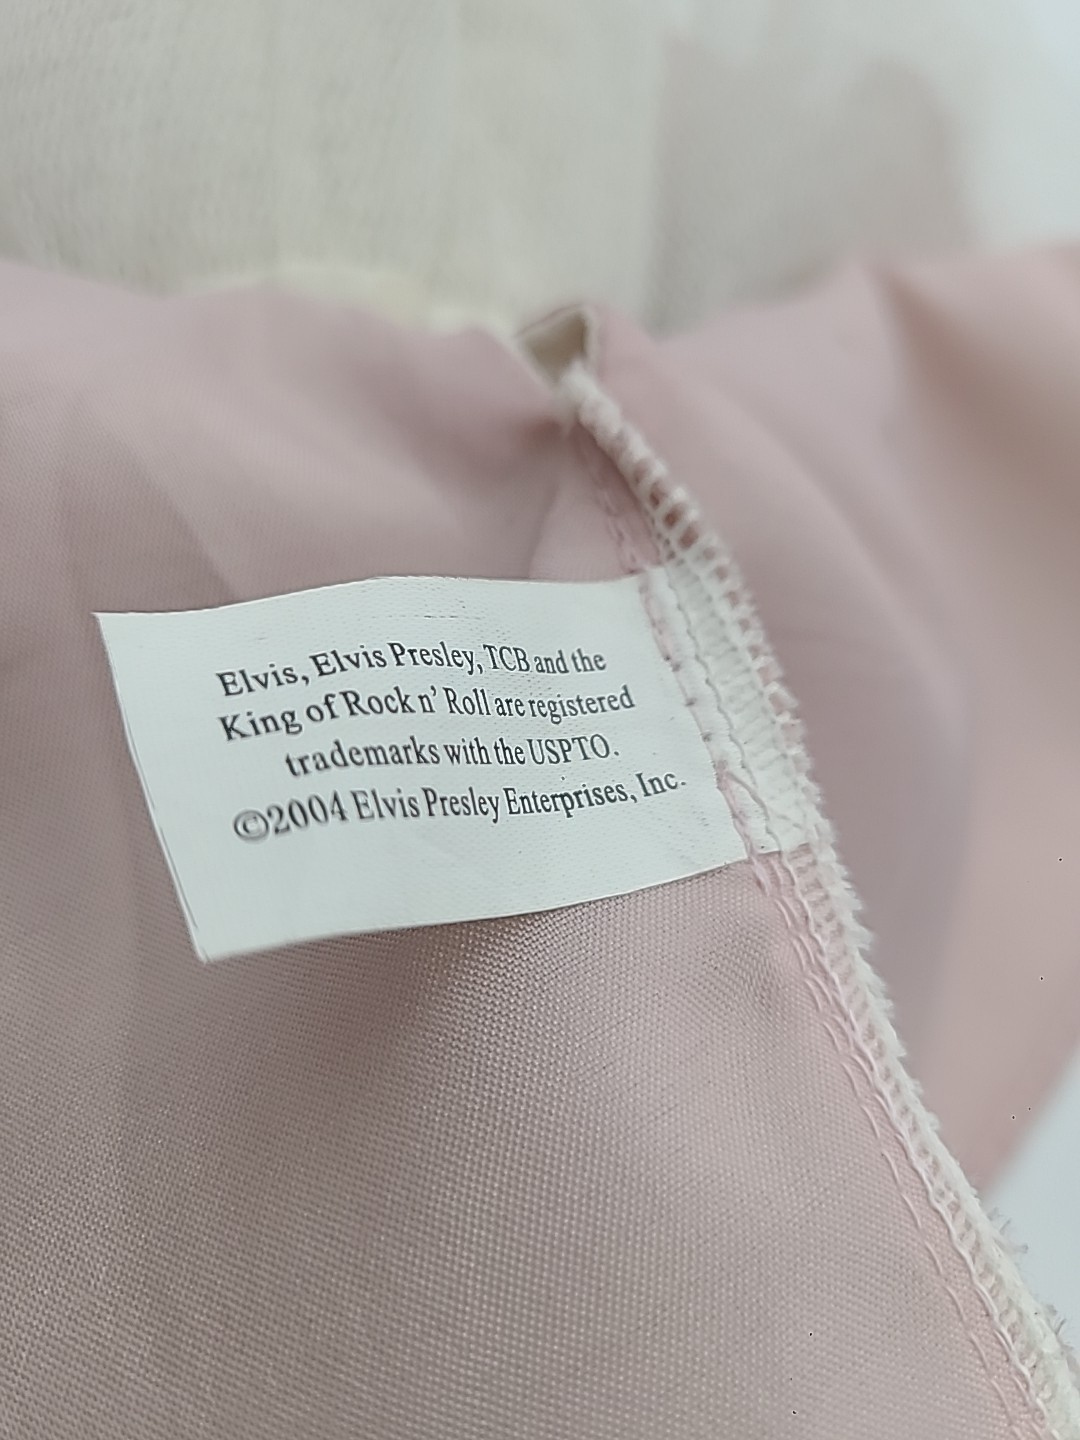 Elvis, Elvis Presley, TCB and the
King of Rock n' Roll are registered
trademarks with the USPTO.
©2004 Elvis Presley Enterprises, Inc.